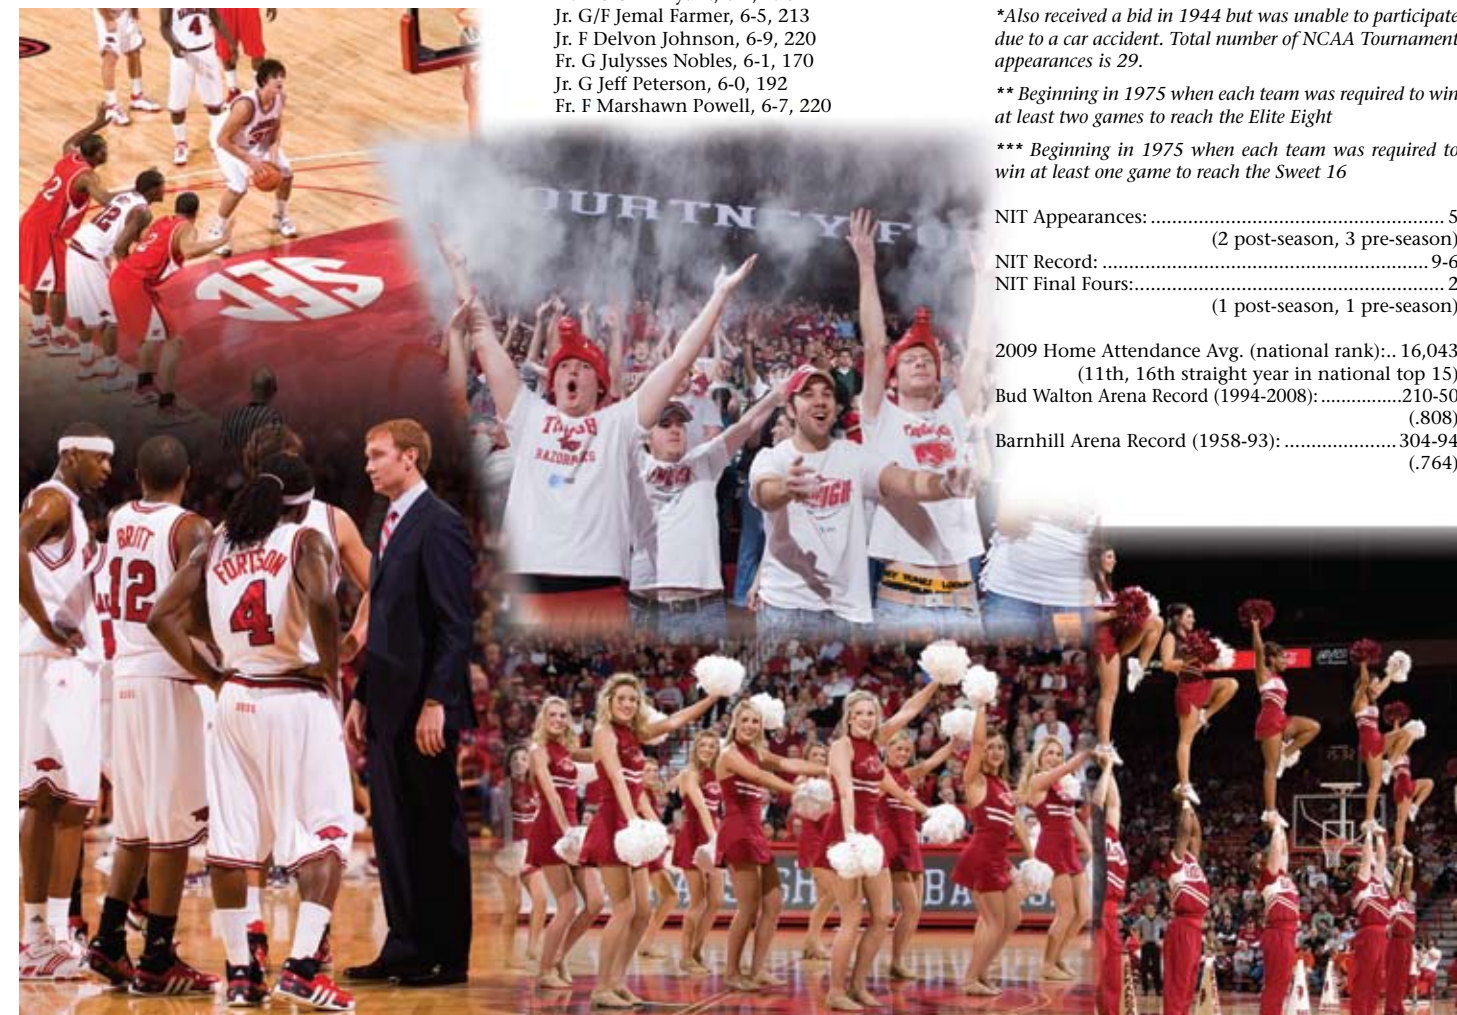 Jr. G/F Jemal Farmer, 6-5, 213
Jr. F Delvon Johnson, 6-9, 220
Fr. G Julysses Nobles, 6-1, 170
Jr. G Jeff Peterson, 6-0, 192
Fr. F Marshawn Powell, 6-7, 220
*Also received a bid in 1944 but was unable to participate
due to a car accident. Total number of NCAA Tournament
appearances is 29.
** Beginning in 1975 when each team was required to win
at least two games to reach the Elite Eight
*** Beginning in 1975 when each team was required to
win at least one game to reach the Sweet 16
NIT Appearances: ....................................................... 5
(2 post-season, 3 pre-season)
NIT Record: ............................................................. 9-6
NIT Final Fours:.......................................................... 2
(1 post-season, 1 pre-season)
2009 Home Attendance Avg. (national rank):.. 16,043
(11th, 16th straight year in national top 15)
Bud Walton Arena Record (1994-2008): ...............210-50
(.808)
Barnhill Arena Record (1958-93): ..................... 304-94
(.764)
4
2
12
2
SEC
OURTNEY FO
RAZORBACKS
BRITT
12
FORTSON
4